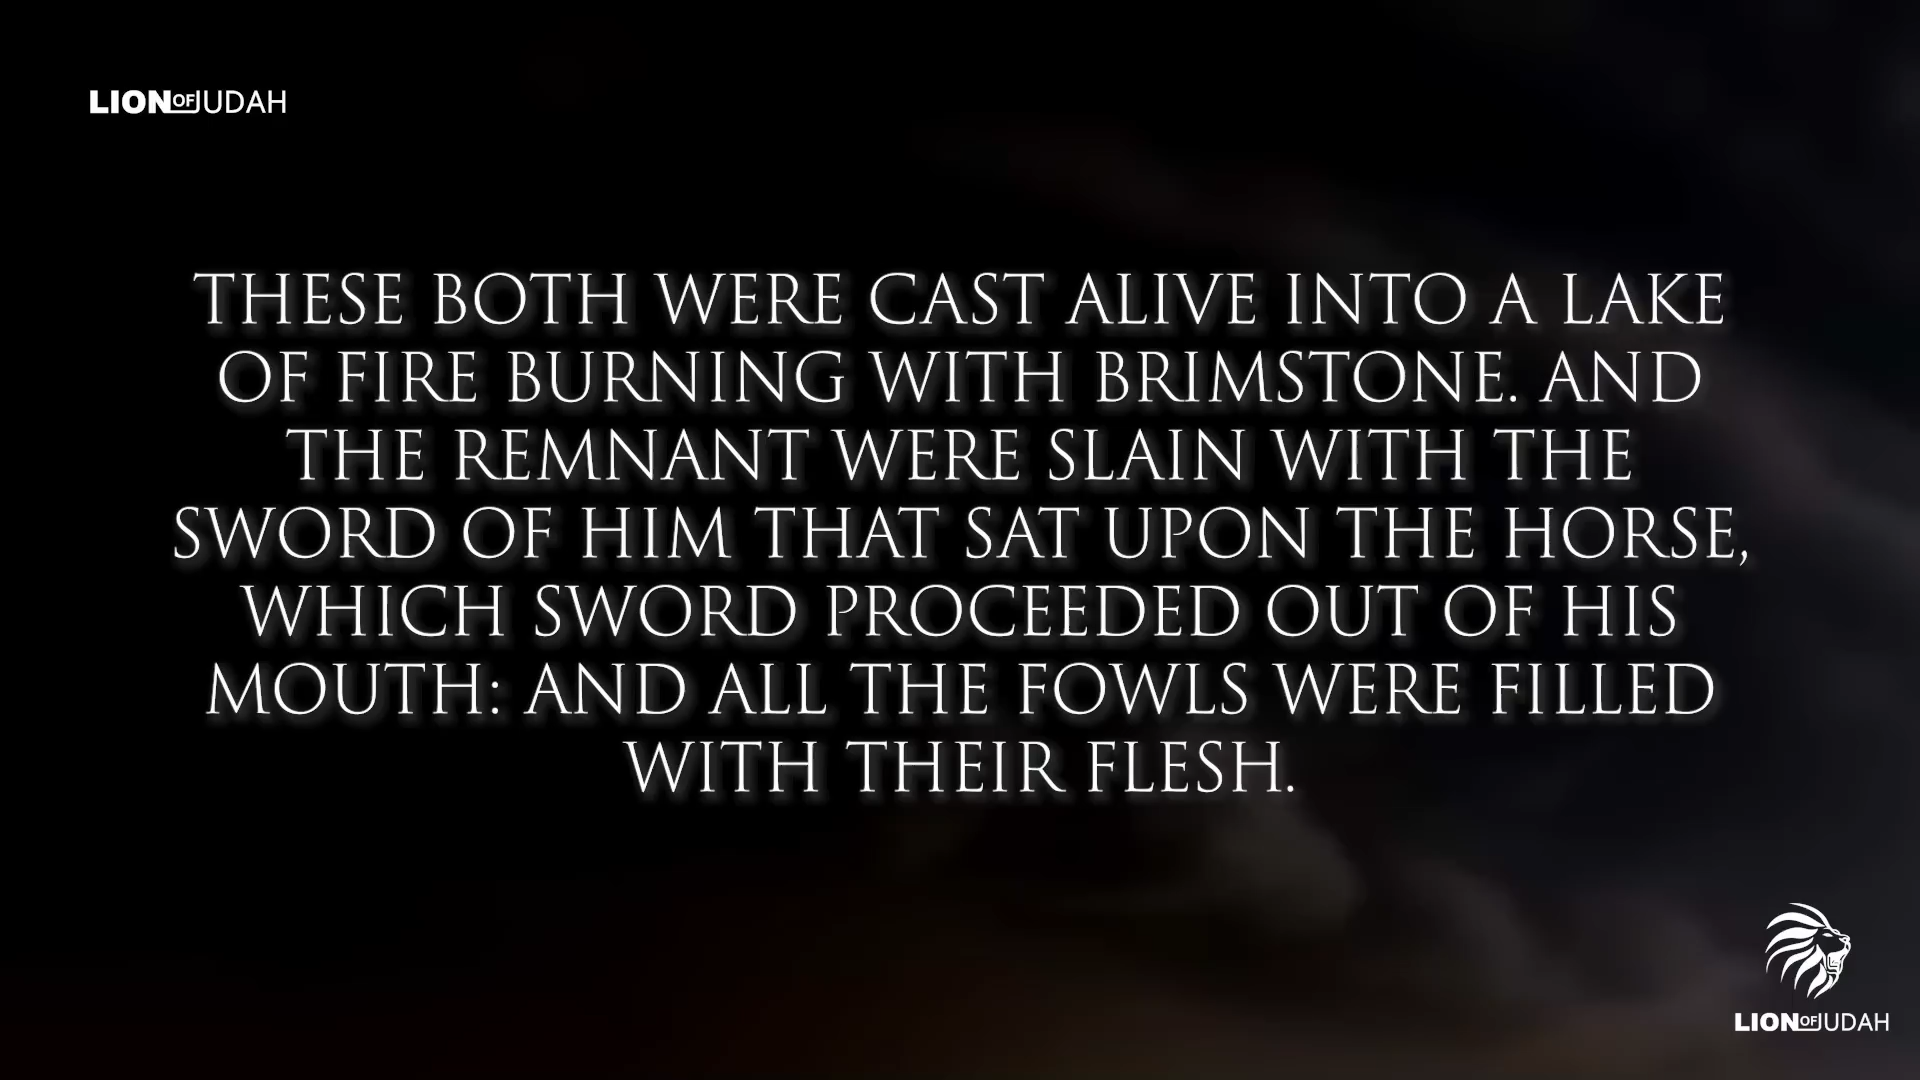 LION OF JUDAH
THESE BOTH WERE CAST ALIVE INTO A LAKE
OF FIRE BURNING WITH BRIMSTONE. AND
THE REMNANT WERE SLAIN WITH THE
SWORD OF HIM THAT SAT UPON THE HORSE,
WHICH SWORD PROCEEDED OUT OF HIS
MOUTH: AND ALL THE FOWLS WERE FILLED
WITH THEIR FLESH.
LION OF JUDAH